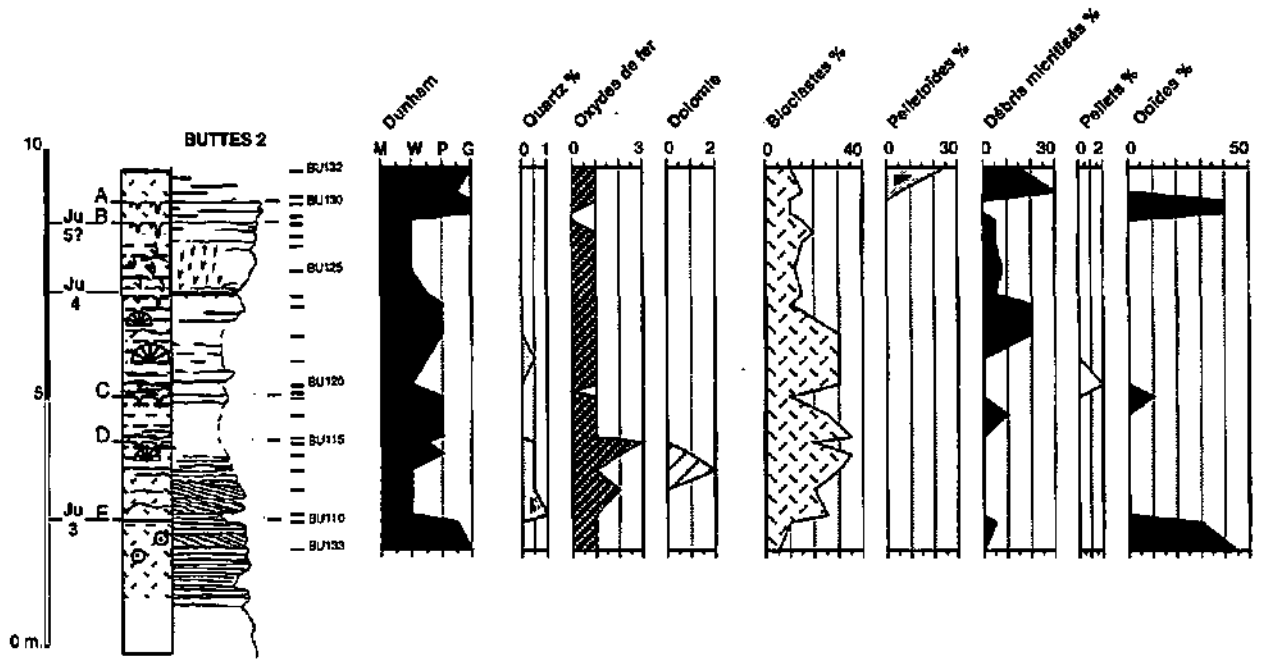 Dunham
Quartz %
Oxydes de fer
Dolomie
Bioclastes %
Pelletoïdes %
Débris micritisés %
Pellets %
Ooïdes %
10
BUTTES 2
M W P G
0 1
0 3
0 2
0 40
0 30
0 30
0 2
0 50
BU132
A
BU130
Ju B
5?
BU125
Ju
4
BU120
5
C
D
BU115
Ju E
3
BU110
BU133
0 m.